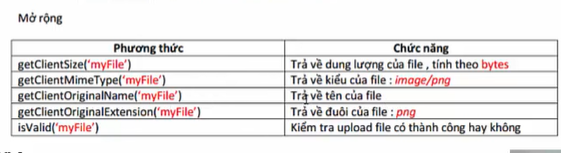 Mở rộng
Phương thức Chức năng
getClientSize('myFile') Trả về dung lượng của file , tính theo bytes
getClientMimeType('myFile') Trả về kiểu của file : image/png
getClientOriginalName('myFile') Trả về tên của file
getClientOriginalExtension('myFile') Trả về đuôi của file : png
isValid('myFile') Kiểm tra upload file có thành công hay không